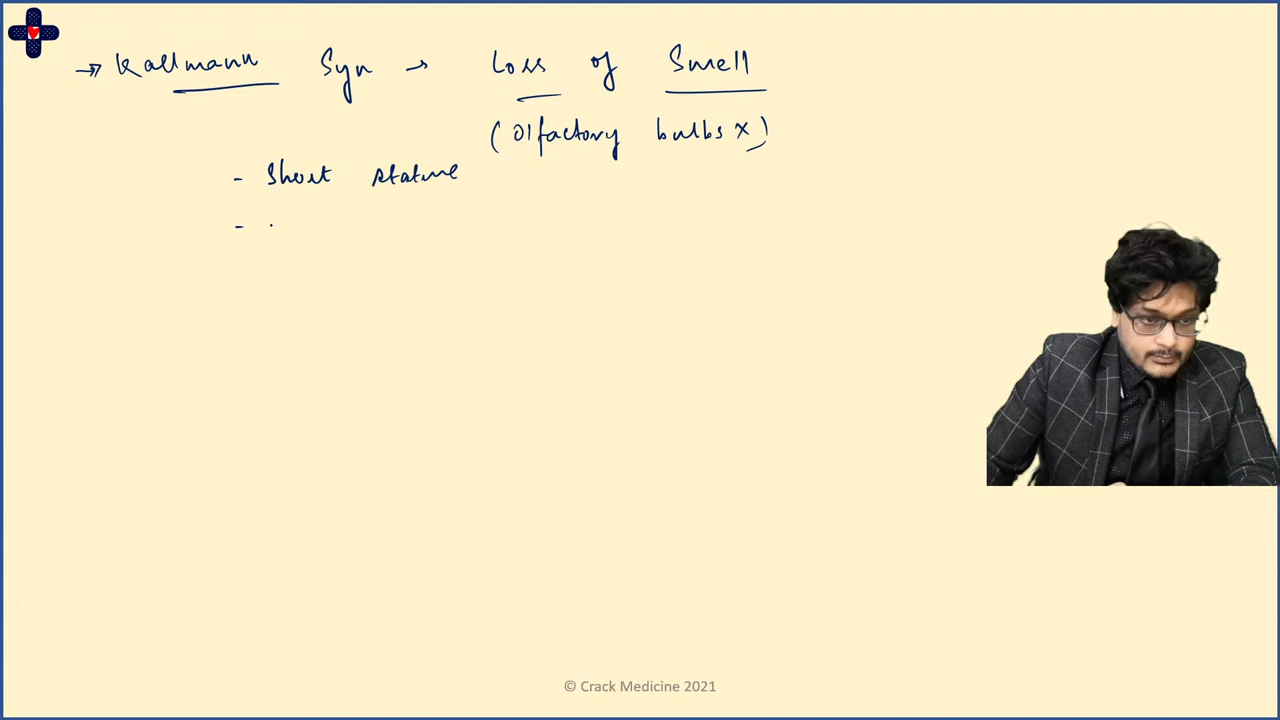 ->> Kallmann Syn → Loss of Smell
(Olfactory bulbs x)
- Short stature
-
© Crack Medicine 2021